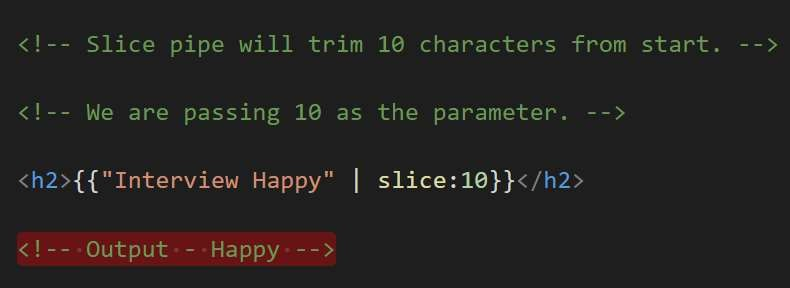 <!-- Slice pipe will trim 10 characters from start. -->
<!-- We are passing 10 as the parameter. -->
<h2>{{"Interview Happy" | slice:10}}</h2>
<!-- Output - Happy -->